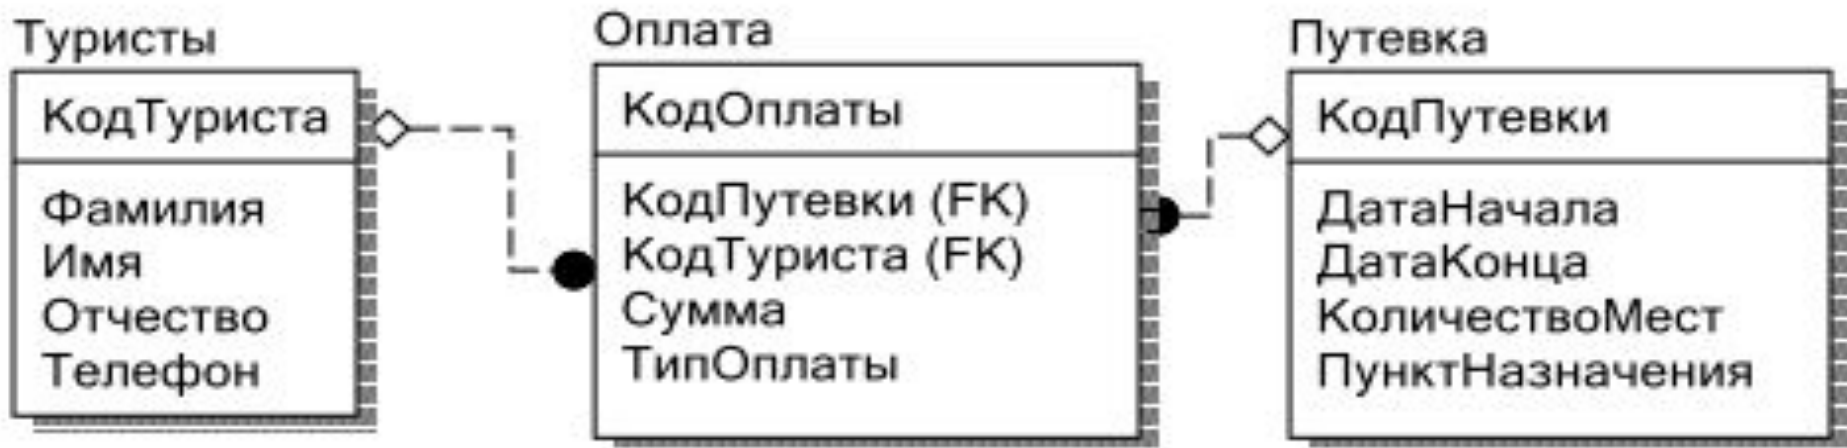 Туристы
КодТуриста
Фамилия
Имя
Отчество
Телефон
Оплата
КодОплаты
КодПутевки (FK)
КодТуриста (FK)
Сумма
ТипОплаты
Путевка
КодПутевки
ДатаНачала
ДатаКонца
КоличествоМест
ПунктНазначения